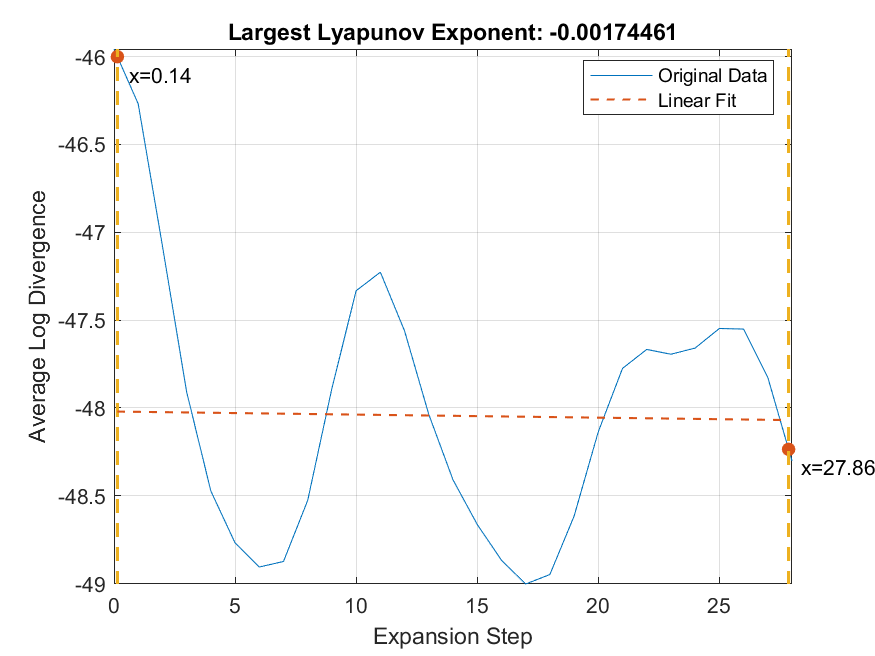 Largest Lyapunov Exponent: -0.00174461
Original Data
Linear Fit
x=0.14
x=27.86
-46
-46.5
-47
-47.5
-48
-48.5
-49
Average Log Divergence
0
5
10
15
20
25
Expansion Step